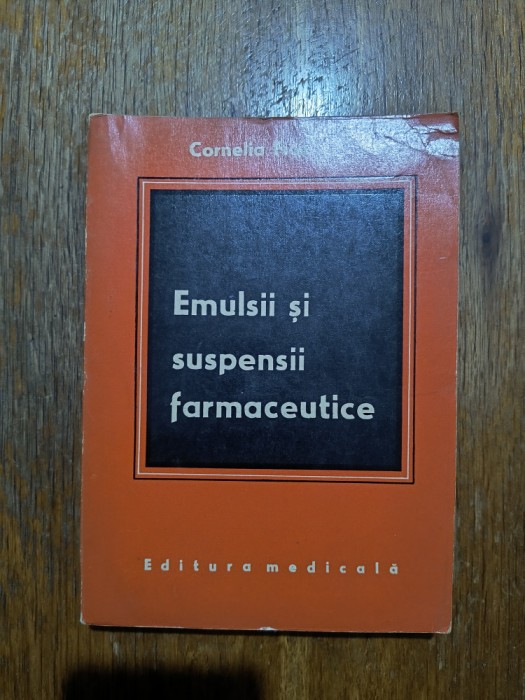 Cornelia
Emulsii și
suspensii
farmaceutice
Editura medicală